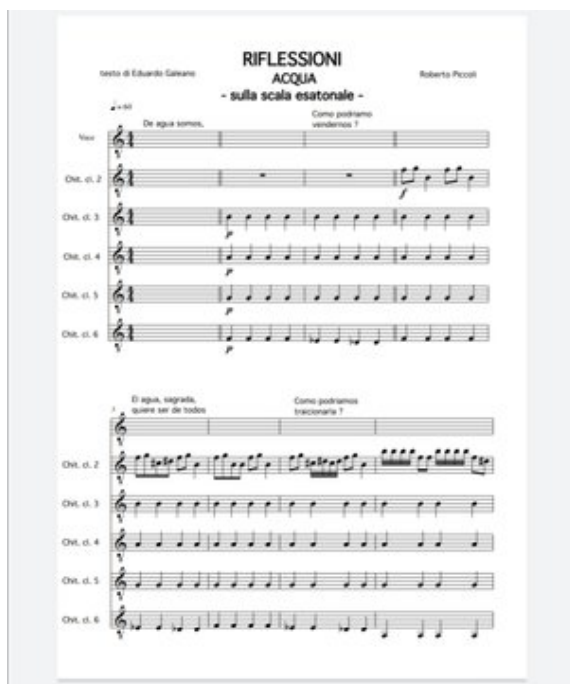 RIFLESSIONI
testo di Eduardo Galeano
ACQUA
Roberto Piccoli
- sulla scala esatonale -
♩ = 60
De agua somos,
Como podriamo
vendernos ?
Voce
Chit. cl. 2
f
Chit. cl. 3
p
Chit. cl. 4
p
Chit. cl. 5
p
Chit. cl. 6
p
El agua, sagrada,
quiere ser de todos
Como podriamos
traicionarla ?
5
Chit. cl. 2
Chit. cl. 3
Chit. cl. 4
Chit. cl. 5
Chit. cl. 6